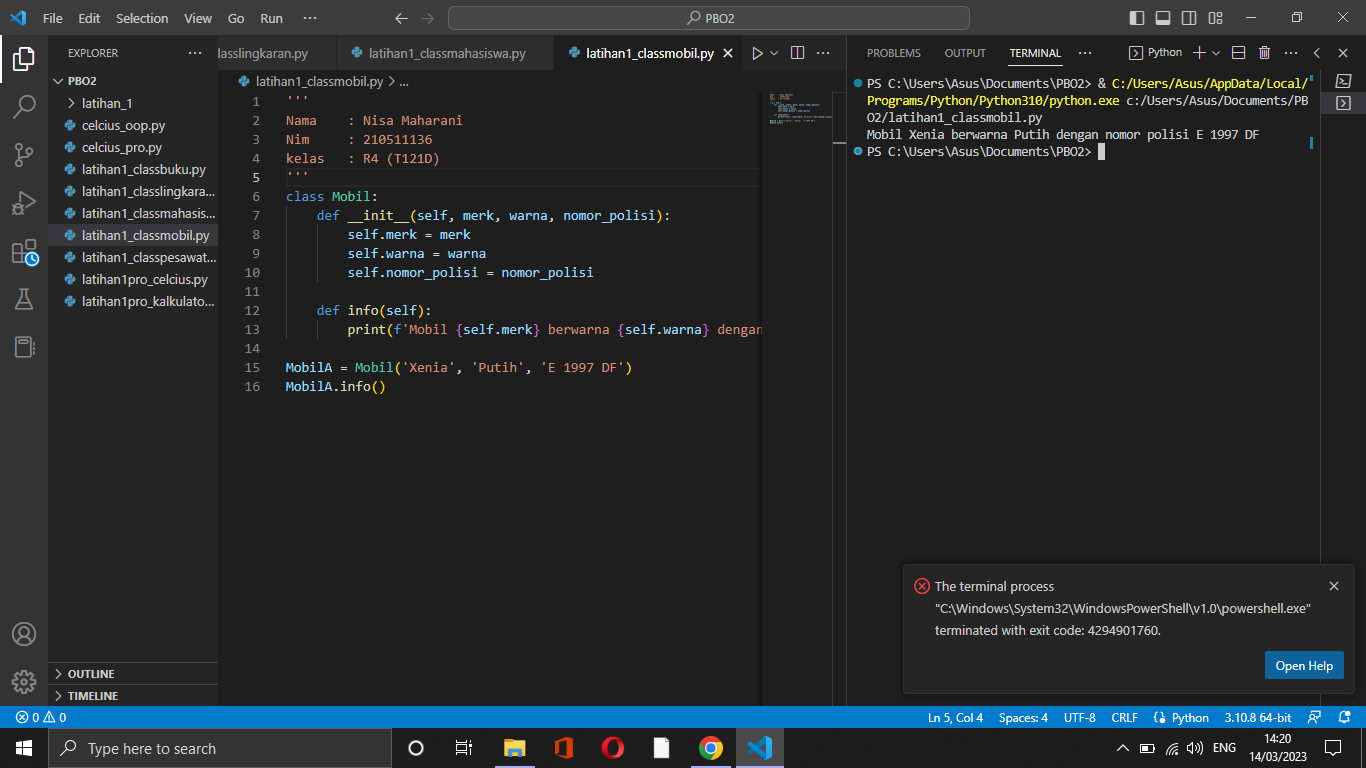 File Edit Selection View Go Run ··· PBO2
EXPLORER ···
PBO2
latihan_1
celcius_oop.py
celcius_pro.py
latihan1_classbuku.py
latihan1_classlingkara...
latihan1_classmahasis...
latihan1_classmobil.py
latihan1_classpesawat...
latihan1pro_celcius.py
latihan1pro_kalkulato...
OUTLINE
TIMELINE
lasslingkaran.py latihan1_classmahasiswa.py latihan1_classmobil.py
latihan1_classmobil.py > ...
1 '''
2 Nama    : Nisa Maharani
3 Nim     : 210511136
4 kelas   : R4 (T121D)
5 '''
6 class Mobil:
7     def __init__(self, merk, warna, nomor_polisi):
8         self.merk = merk
9         self.warna = warna
10         self.nomor_polisi = nomor_polisi
11
12     def info(self):
13         print(f'Mobil {self.merk} berwarna {self.warna} dengan
14
15 MobilA = Mobil('Xenia', 'Putih', 'E 1997 DF')
16 MobilA.info()
PROBLEMS OUTPUT TERMINAL ··· Python
PS C:\Users\Asus\Documents\PBO2> & C:/Users/Asus/AppData/Local/
Programs/Python/Python310/python.exe c:/Users/Asus/Documents/PB
O2/latihan1_classmobil.py
Mobil Xenia berwarna Putih dengan nomor polisi E 1997 DF
PS C:\Users\Asus\Documents\PBO2>
The terminal process
"C:\Windows\System32\WindowsPowerShell\v1.0\powershell.exe"
terminated with exit code: 4294901760.
Open Help
0 0 Ln 5, Col 4 Spaces: 4 UTF-8 CRLF Python 3.10.8 64-bit
Type here to search ENG
14:20
14/03/2023